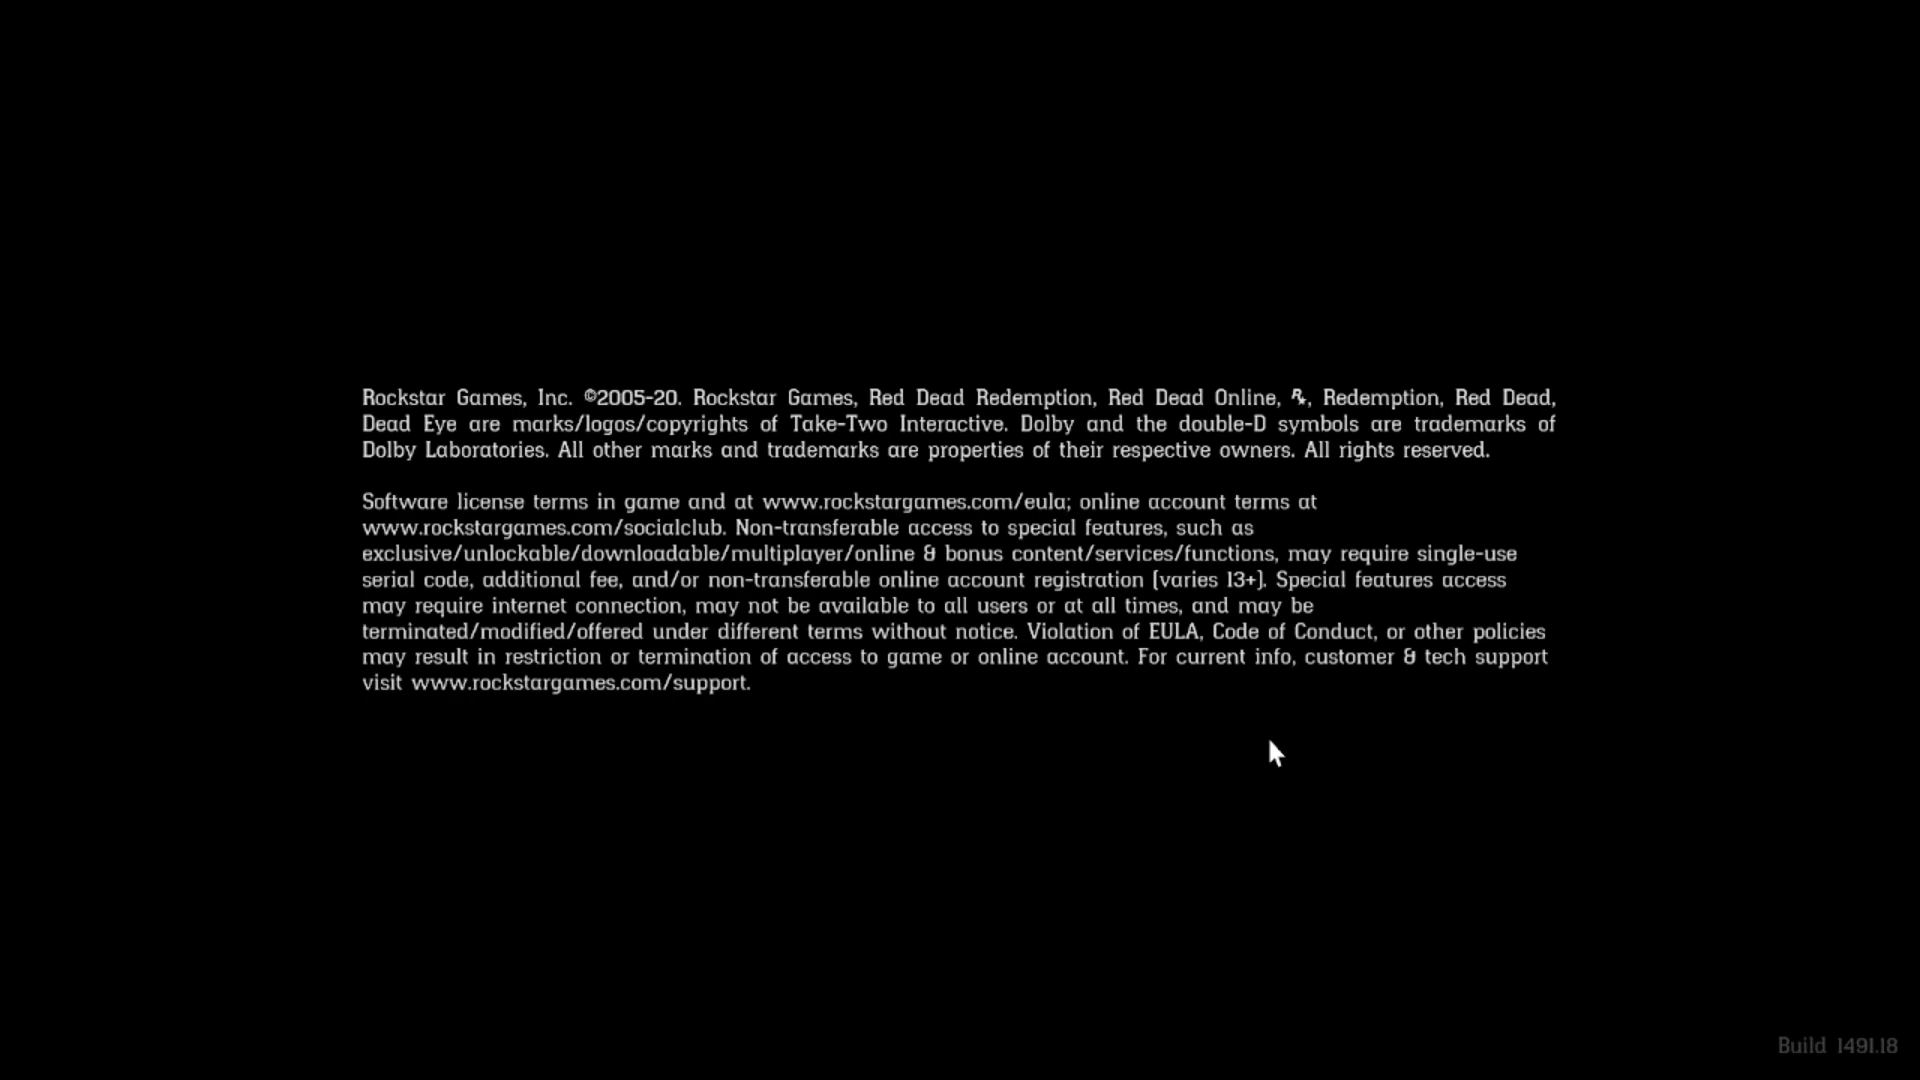 Rockstar Games, Inc. ©2005-20. Rockstar Games, Red Dead Redemption, Red Dead Online, R★, Redemption, Red Dead,
Dead Eye are marks/logos/copyrights of Take-Two Interactive. Dolby and the double-D symbols are trademarks of
Dolby Laboratories. All other marks and trademarks are properties of their respective owners. All rights reserved.
Software license terms in game and at www.rockstargames.com/eula; online account terms at
www.rockstargames.com/socialclub. Non-transferable access to special features, such as
exclusive/unlockable/downloadable/multiplayer/online & bonus content/services/functions, may require single-use
serial code, additional fee, and/or non-transferable online account registration (varies 13+). Special features access
may require internet connection, may not be available to all users or at all times, and may be
terminated/modified/offered under different terms without notice. Violation of EULA, Code of Conduct, or other policies
may result in restriction or termination of access to game or online account. For current info, customer & tech support
visit www.rockstargames.com/support.
Build 1491.18